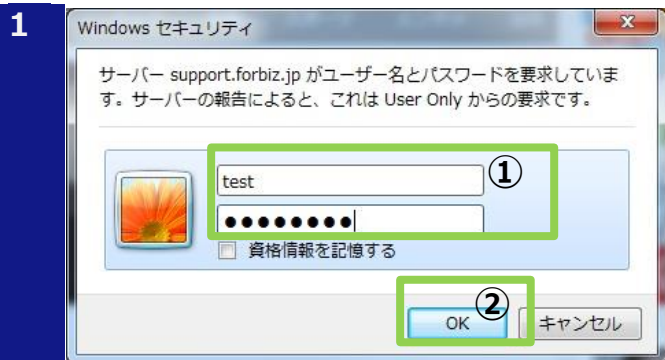 1
Windows セキュリティ
サーバー support.forbiz.jp がユーザー名とパスワードを要求していま
す。サーバーの報告によると、これは User Only からの要求です。
test
①
●●●●●●●●
資格情報を記憶する
②
OK
キャンセル